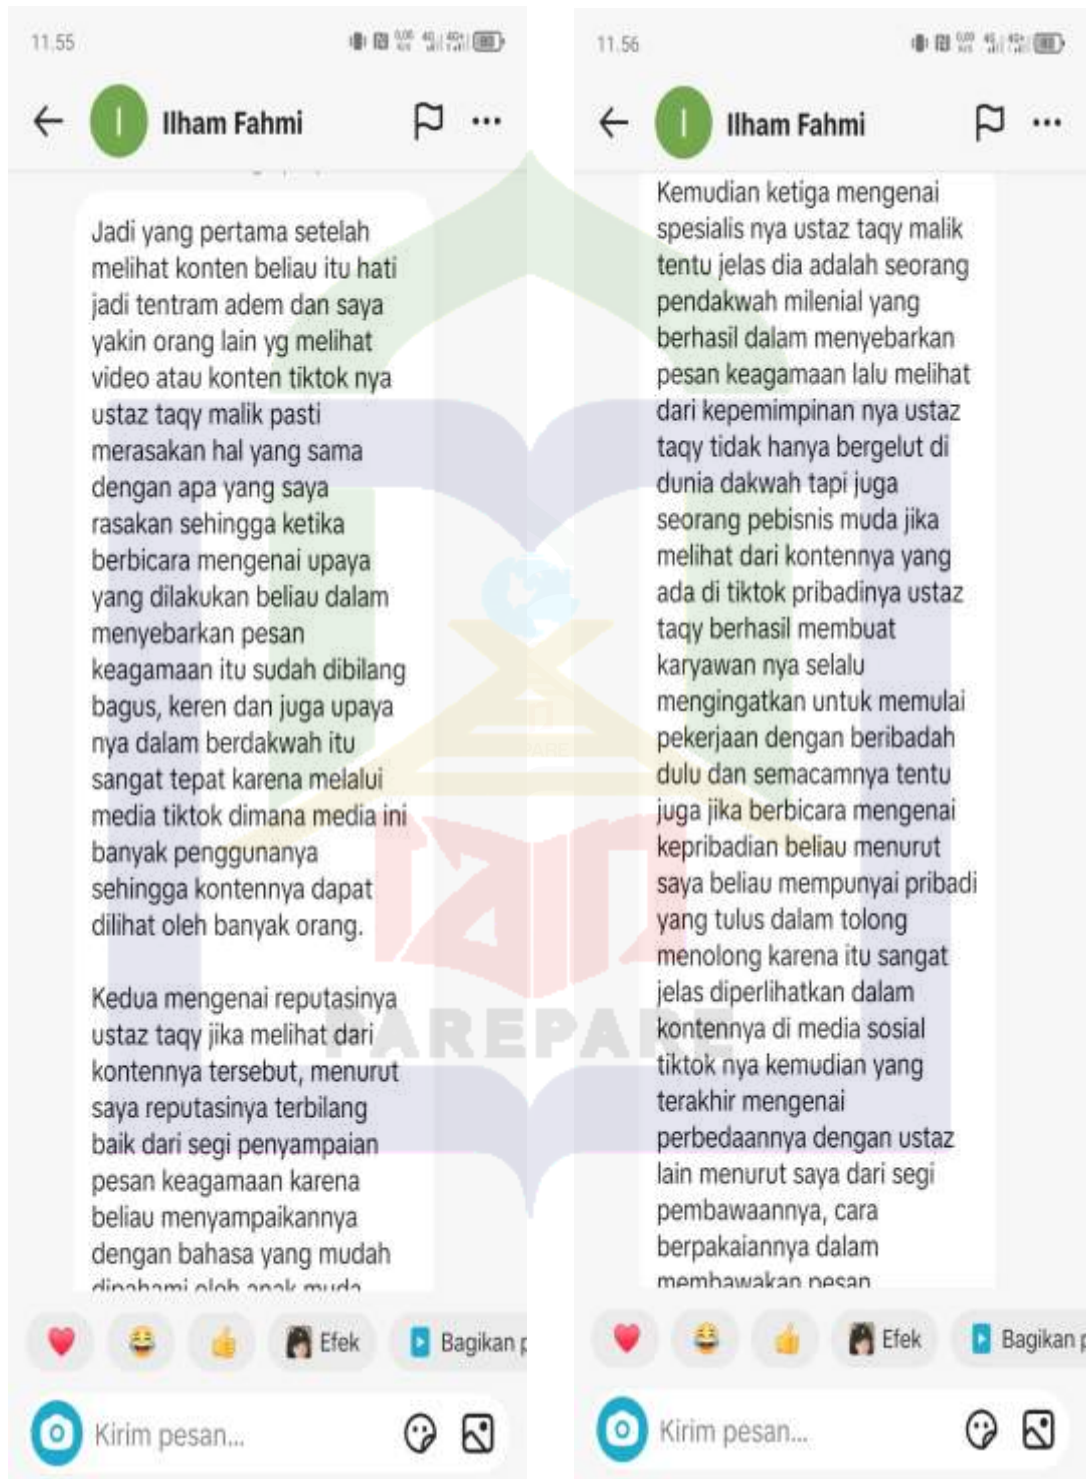 11.55
Ilham Fahmi
Jadi yang pertama setelah
melihat konten beliau itu hati
jadi tentram adem dan saya
yakin orang lain yg melihat
video atau konten tiktok nya
ustaz taqy malik pasti
merasakan hal yang sama
dengan apa yang saya
rasakan sehingga ketika
berbicara mengenai upaya
yang dilakukan beliau dalam
menyebarkan pesan
keagamaan itu sudah dibilang
bagus, keren dan juga upaya
nya dalam berdakwah itu
sangat tepat karena melalui
media tiktok dimana media ini
banyak penggunanya
sehingga kontennya dapat
dilihat oleh banyak orang.
Kedua mengenai reputasinya
ustaz taqy jika melihat dari
kontennya tersebut, menurut
saya reputasinya terbilang
baik dari segi penyampaian
pesan keagamaan karena
beliau menyampaikannya
dengan bahasa yang mudah
dipahami oleh anak muda
Efek
Bagikan p
Kirim pesan...
11.56
Ilham Fahmi
Kemudian ketiga mengenai
spesialis nya ustaz taqy malik
tentu jelas dia adalah seorang
pendakwah milenial yang
berhasil dalam menyebarkan
pesan keagamaan lalu melihat
dari kepemimpinan nya ustaz
taqy tidak hanya bergelut di
dunia dakwah tapi juga
seorang pebisnis muda jika
melihat dari kontennya yang
ada di tiktok pribadinya ustaz
taqy berhasil membuat
karyawan nya selalu
mengingatkan untuk memulai
pekerjaan dengan beribadah
dulu dan semacamnya tentu
juga jika berbicara mengenai
kepribadian beliau menurut
saya beliau mempunyai pribadi
yang tulus dalam tolong
menolong karena itu sangat
jelas diperlihatkan dalam
kontennya di media sosial
tiktok nya kemudian yang
terakhir mengenai
perbedaannya dengan ustaz
lain menurut saya dari segi
pembawaannya, cara
berpakaiannya dalam
membawakan pesan
Efek
Bagikan p
Kirim pesan...
iain
PAREPARE